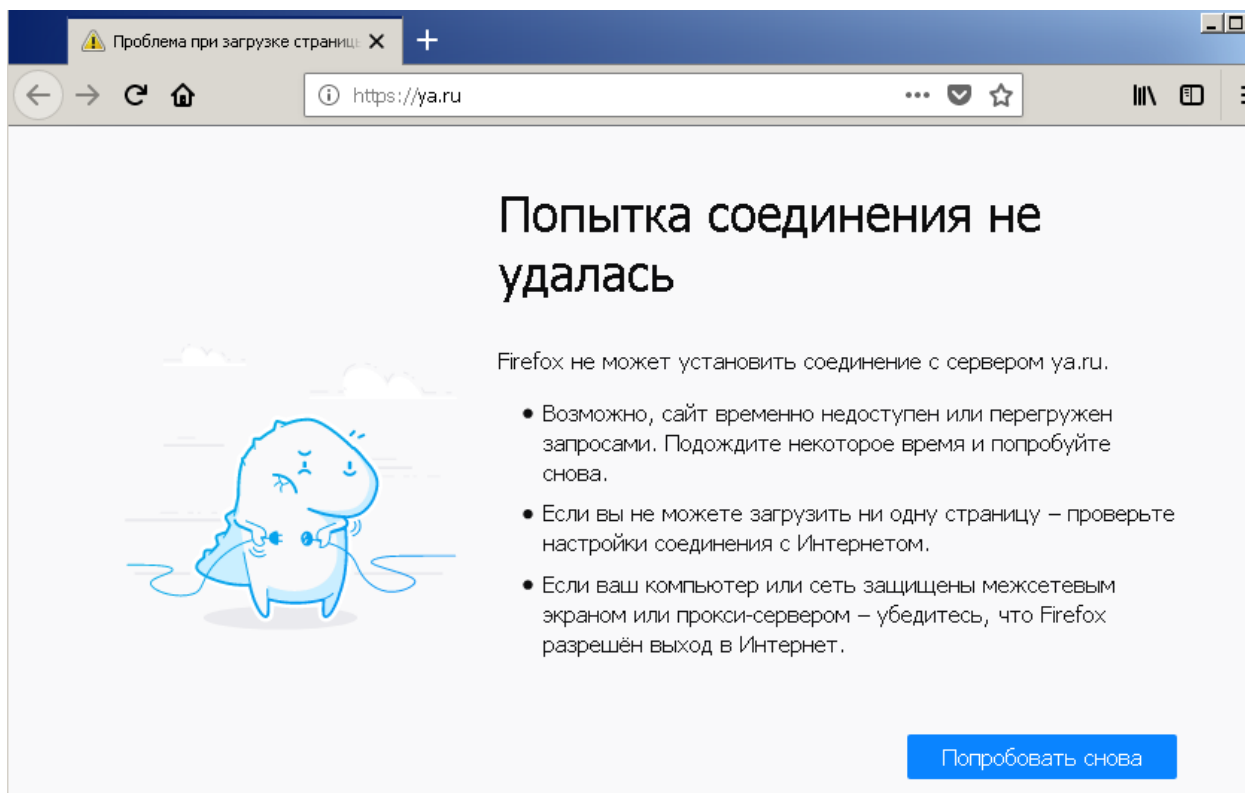 Проблема при загрузке страниць
https://ya.ru
Попытка соединения не
удалась
Firefox не может установить соединение с сервером ya.ru.
• Возможно, сайт временно недоступен или перегружен
запросами. Подождите некоторое время и попробуйте
снова.
• Если вы не можете загрузить ни одну страницу – проверьте
настройки соединения с Интернетом.
• Если ваш компьютер или сеть защищены межсетевым
экраном или прокси-сервером – убедитесь, что Firefox
разрешён выход в Интернет.
Попробовать снова